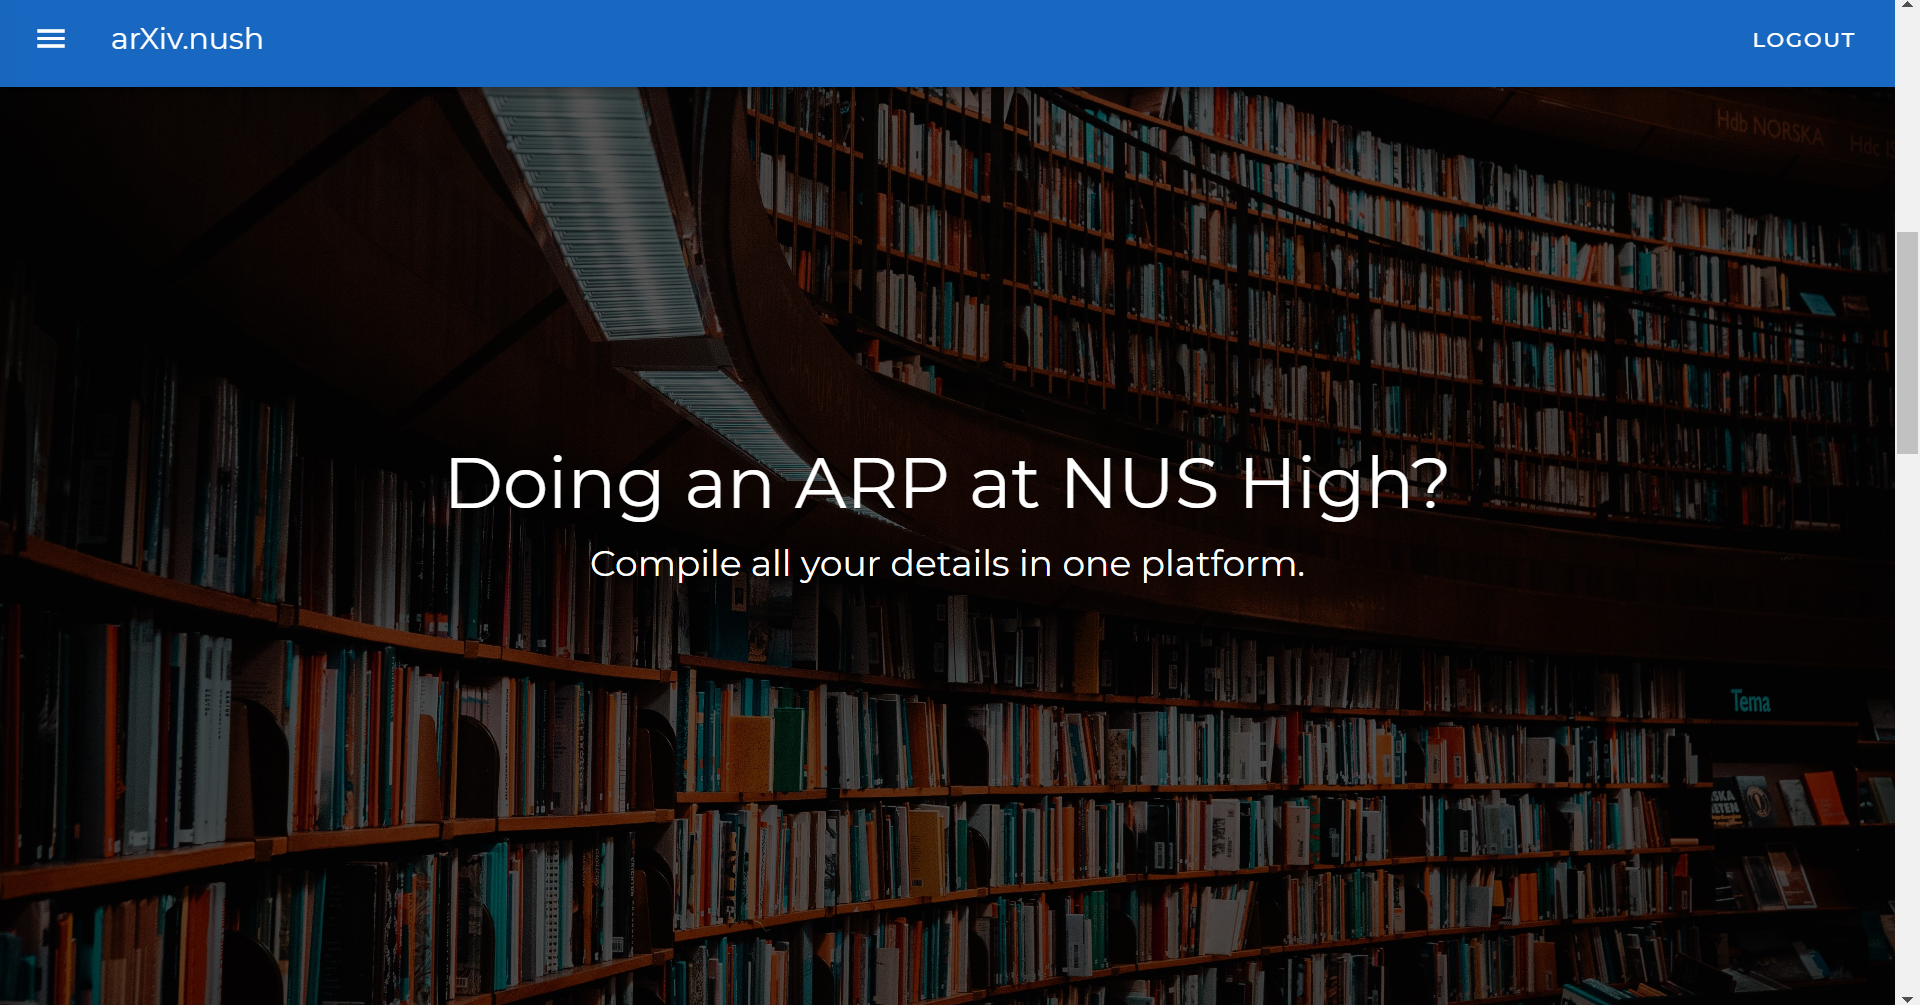 arXiv.nush
LOGOUT
Hdb NORSKA
Hdc
Doing an ARP at NUS High?
Compile all your details in one platform.
Tema